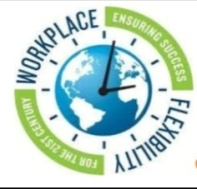 WORKPLACE
ENSURING SUCCESS
FLEXIBILITY
FOR THE 21ST CENTURY